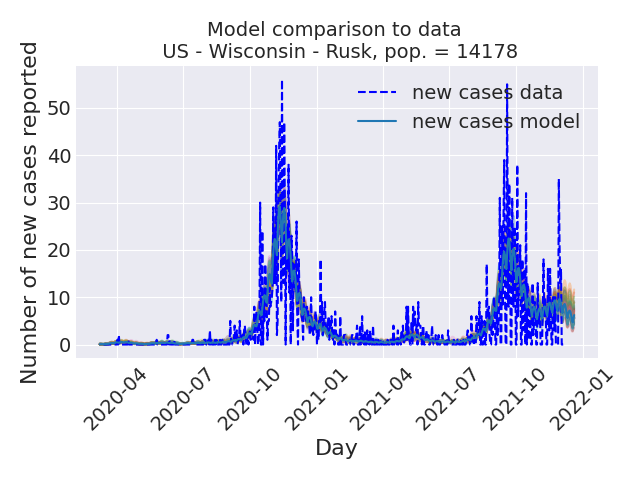 Model comparison to data
US - Wisconsin - Rusk, pop. = 14178
new cases data
new cases model
Number of new cases reported
50
40
30
20
10
0
2020-04
2020-07
2020-10
2021-01
2021-04
2021-07
2021-10
2022-01
Day